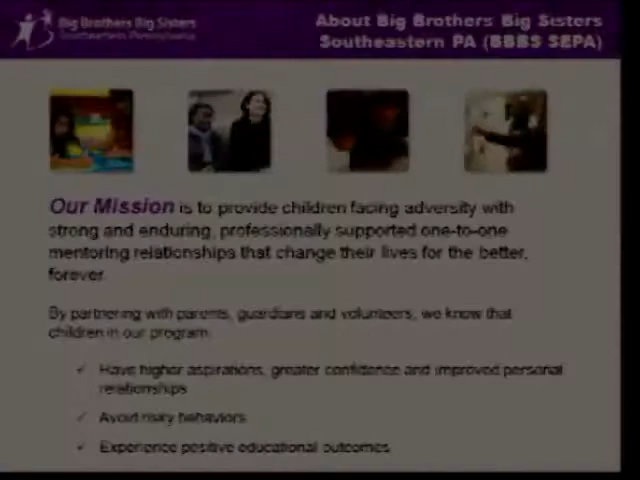 Big Brothers Big Sisters
Southeastern Pennsylvania
About Big Brothers Big Sisters
Southeastern PA (BBBS SEPA)
Our Mission is to provide children facing adversity with
strong and enduring, professionally supported one-to-one
mentoring relationships that change their lives for the better,
forever.
By partnering with parents, guardians and volunteers, we know that
children in our program:
✓ Have higher aspirations, greater confidence and improved personal
relationships
✓ Avoid risky behaviors
✓ Experience positive educational outcomes